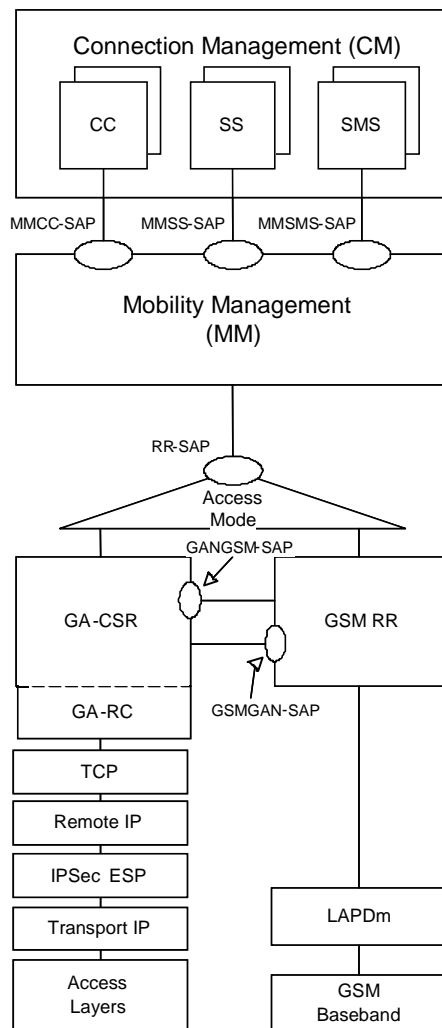 Connection Management (CM)
CC
SS
SMS
MMCC-SAP
MMSS-SAP
MMSMS-SAP
Mobility Management
(MM)
RR-SAP
Access
Mode
GANGSM-SAP
GA-CSR
GSM RR
GA-RC
GSMGAN-SAP
TCP
Remote IP
IPSec ESP
Transport IP
LAPDm
Access
Layers
GSM
Baseband